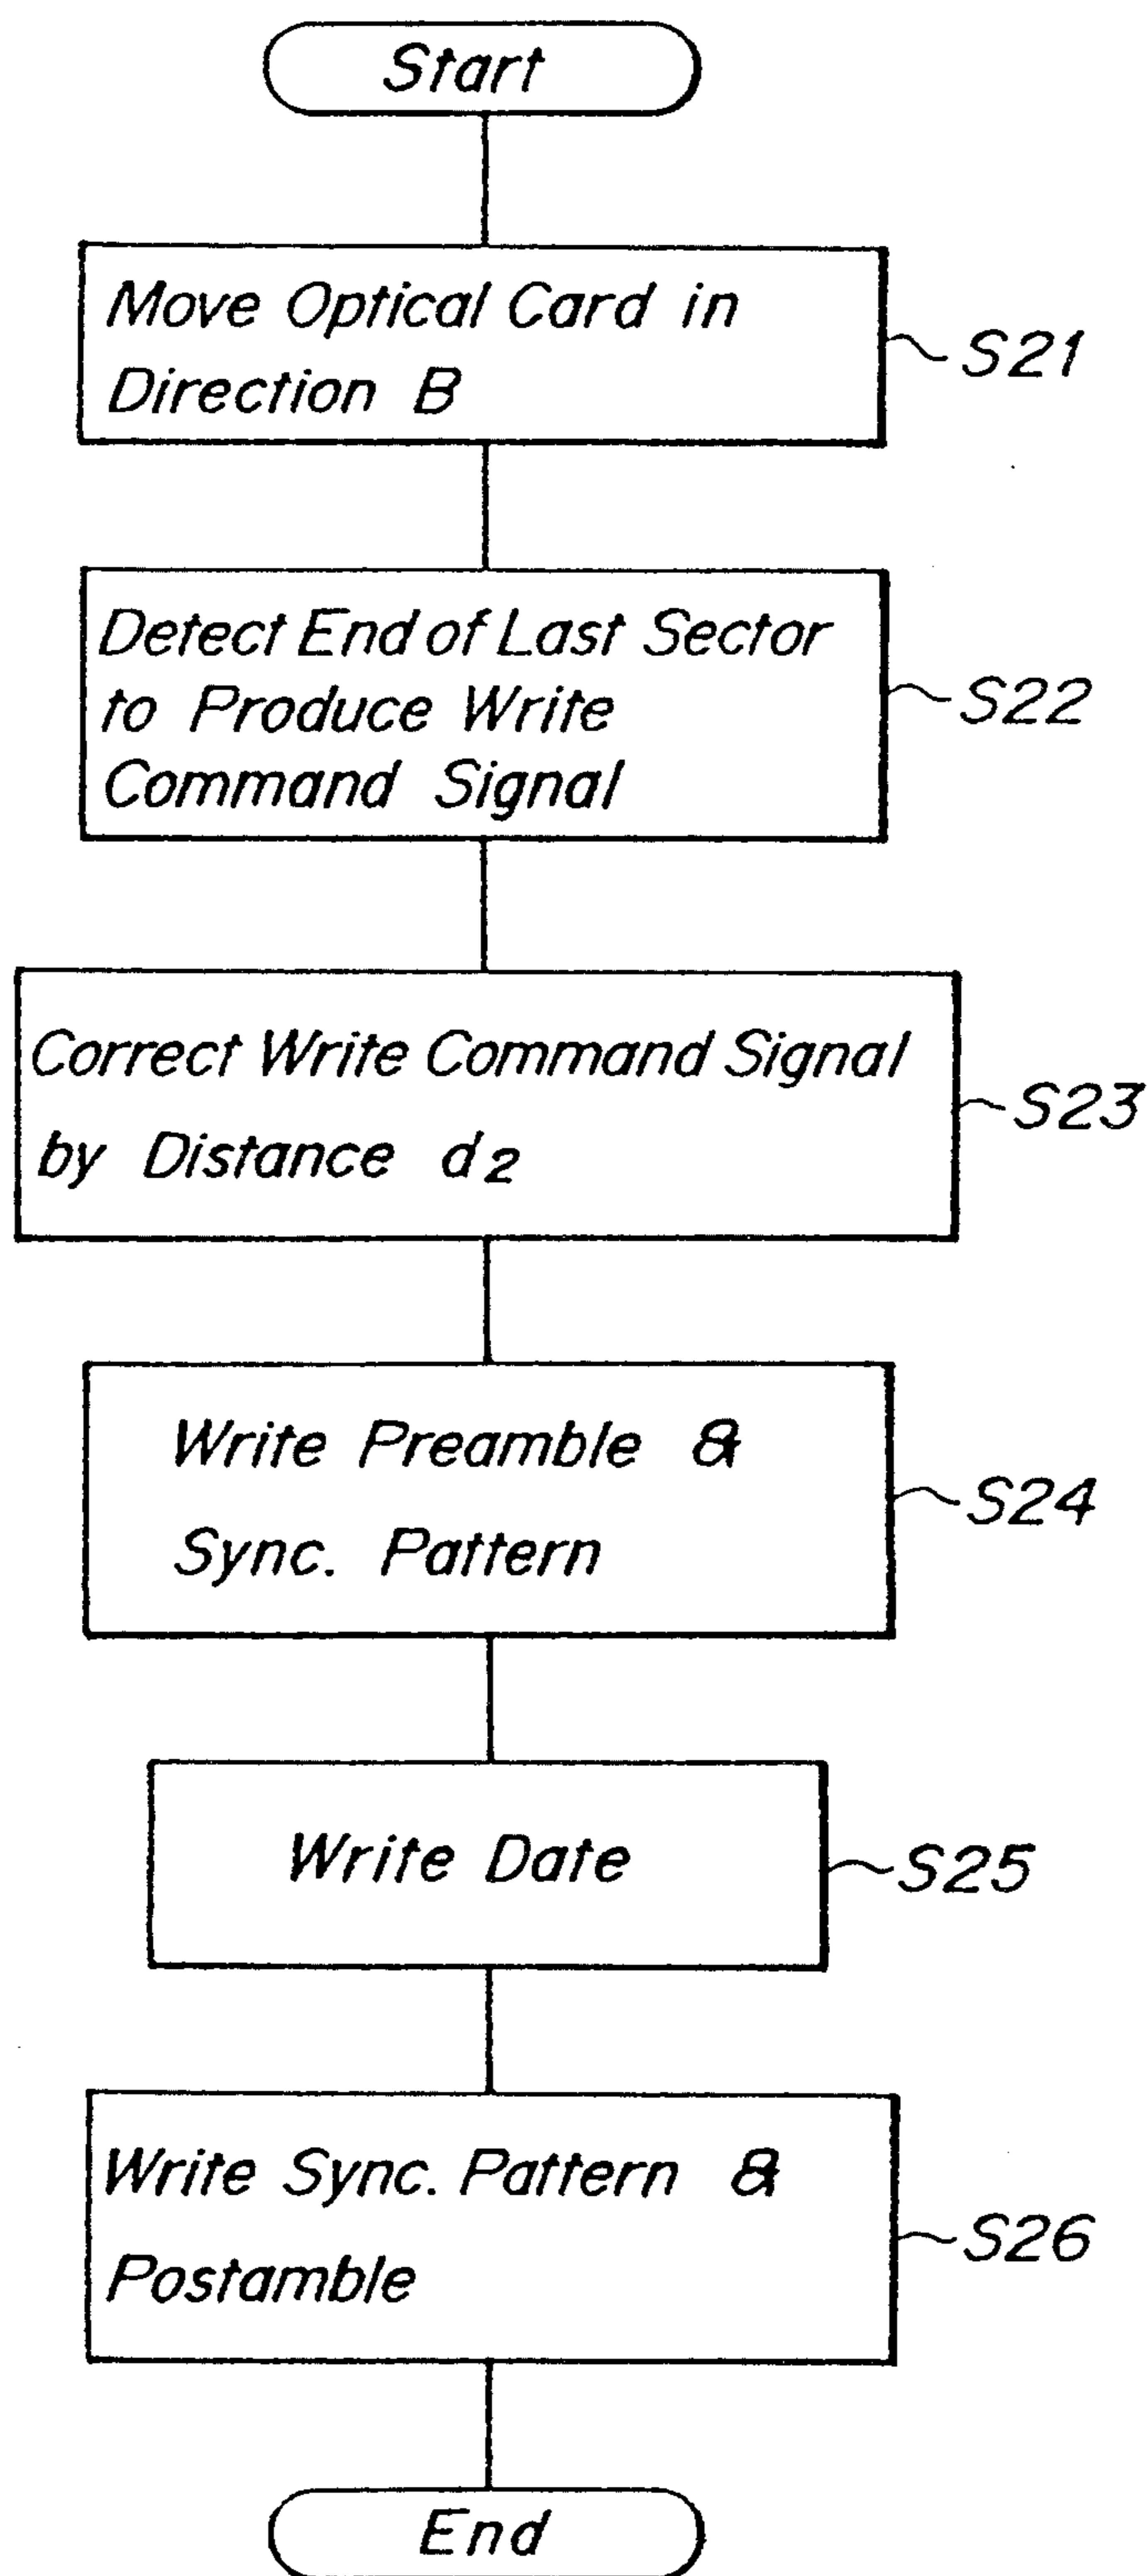 Start
Move Optical Card in
Direction B
S21
Detect End of Last Sector
to Produce Write
Command Signal
S22
Correct Write Command Signal
by Distance d2
S23
Write Preamble &
Sync. Pattern
S24
Write Date
S25
Write Sync. Pattern &
Postamble
S26
End